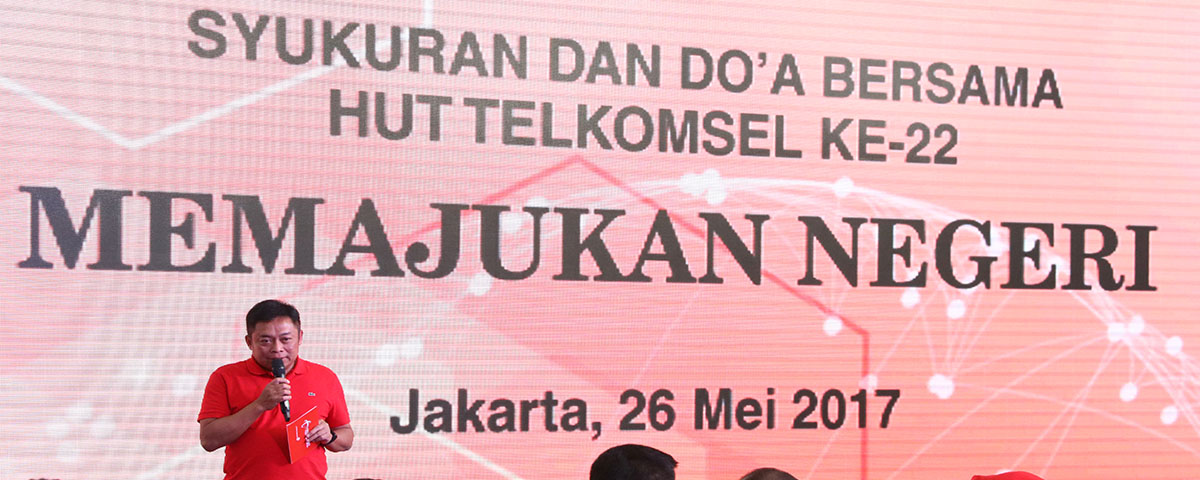 SYUKURAN DAN DO'A BERSAMA
HUT TELKOMSEL KE-22
MEMAJUKAN NEGERI
Jakarta, 26 Mei 2017